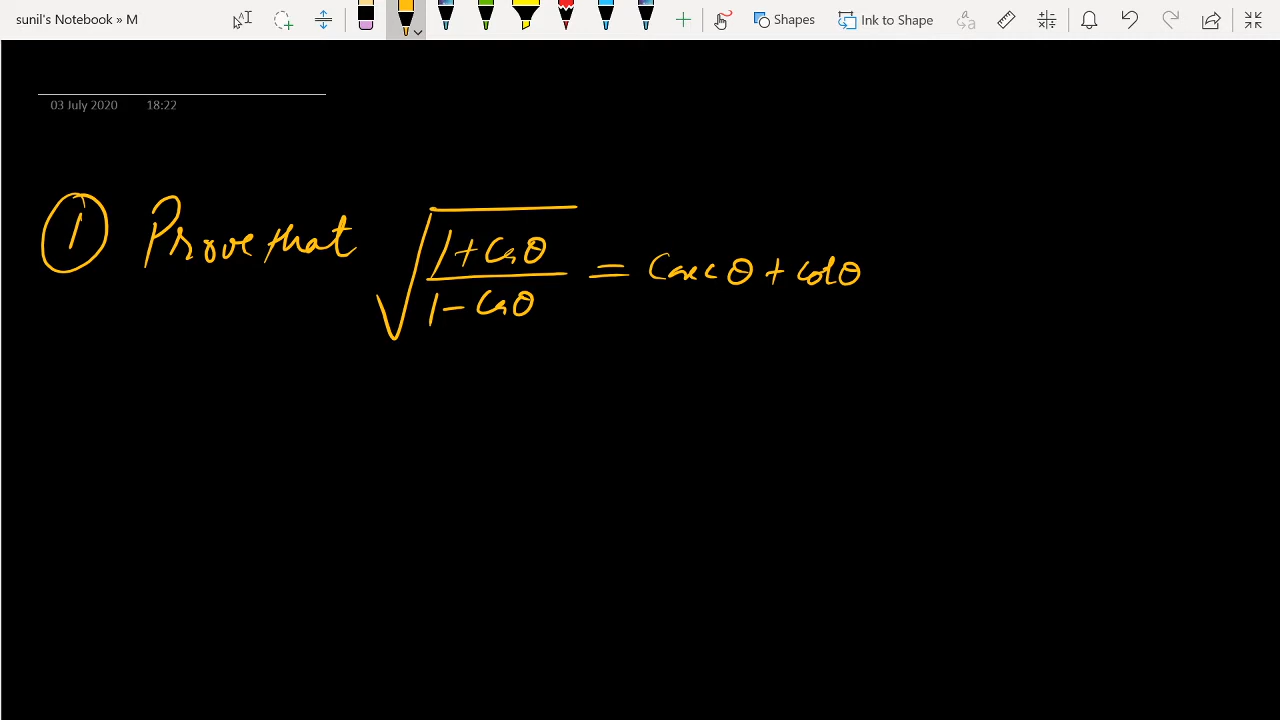 sunil's Notebook » M
Shapes
Ink to Shape
03 July 2020 18:22
① Prove that √((1+Cosθ)/(1-Cosθ)) = Cosec θ + cotθ